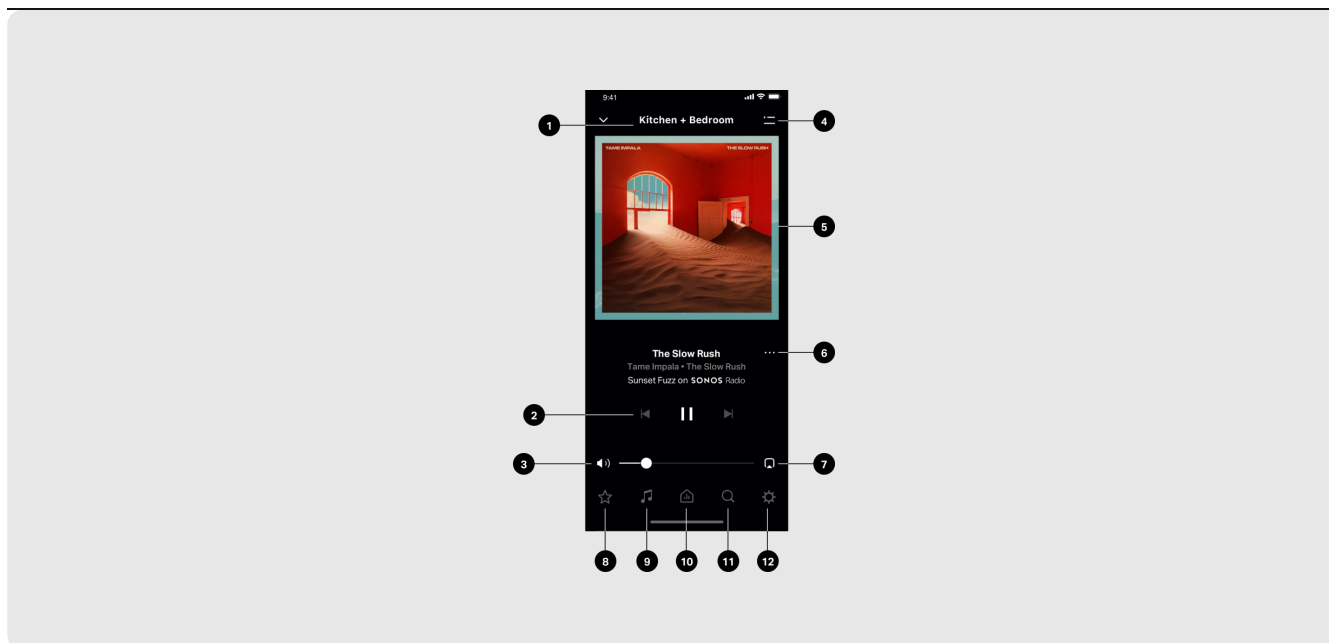 9:41
1
Kitchen + Bedroom
4
TAME IMPALA
THE SLOW RUSH
5
The Slow Rush
6
Tame Impala • The Slow Rush
Sunset Fuzz on SONOS Radio
2
3
7
8
9
10
11
12